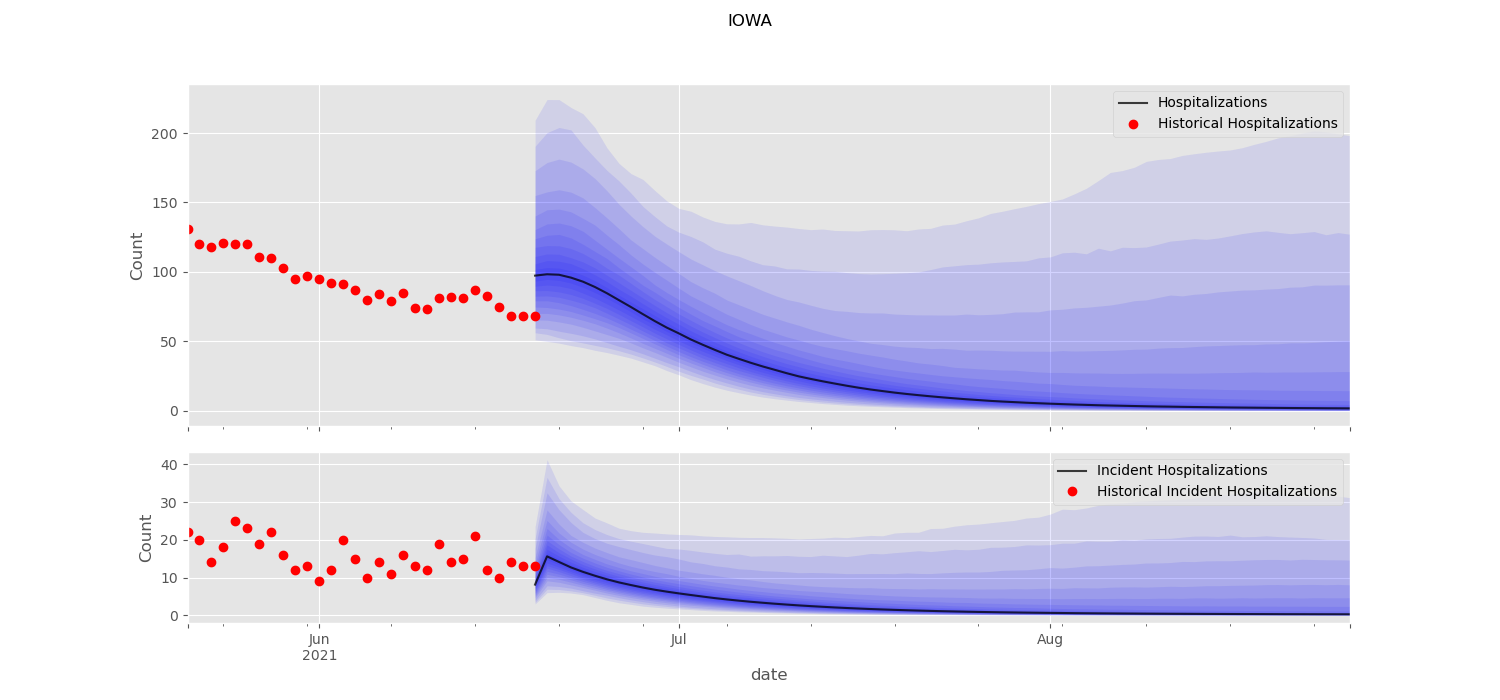 IOWA
Hospitalizations
Historical Hospitalizations
200
150
100
50
0
Count
Incident Hospitalizations
Historical Incident Hospitalizations
40
30
20
10
0
Count
Jun
2021
Jul
Aug
date